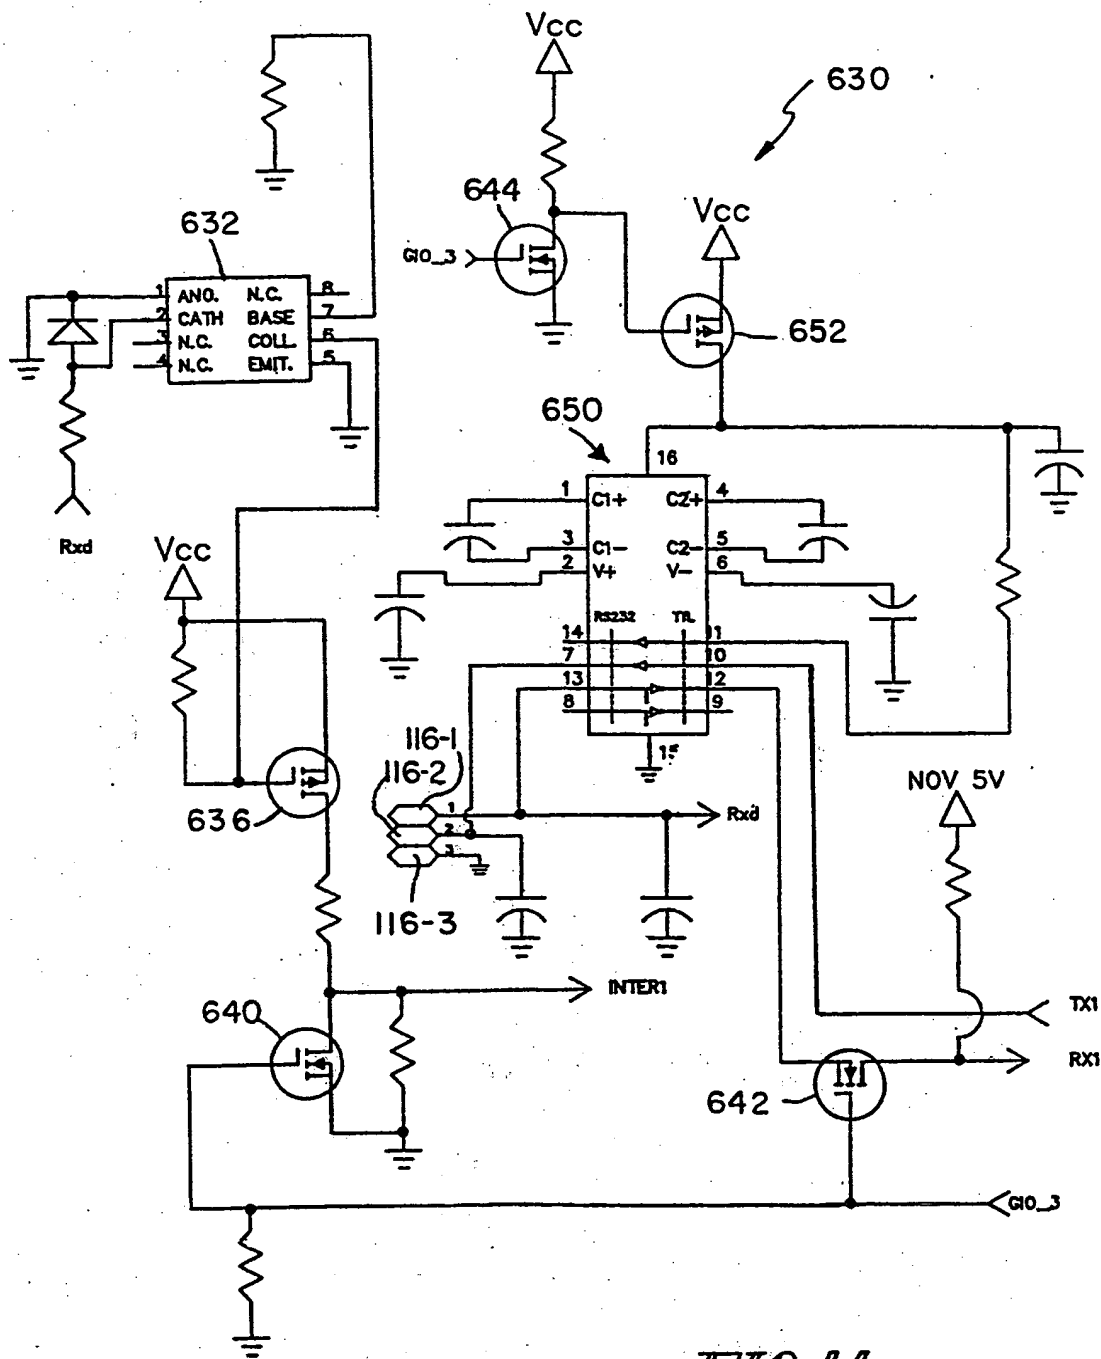 Vcc
630
644
Vcc
632
GIO_3
1 ANO. N.C. 8
2 CATH BASE 7
3 N.C. COLL. 6
4 N.C. EMIT. 5
652
650
16
1 C1+ C2+ 4
Rxd
3 C1- C2- 5
Vcc
2 V+ V- 6
RS232 TTL
14 11
7 10
13 12
8 9
116-1
15
116-2
NOV 5V
636
1
Rxd
2
3
116-3
INTER1
640
TX1
RX1
642
GIO_3